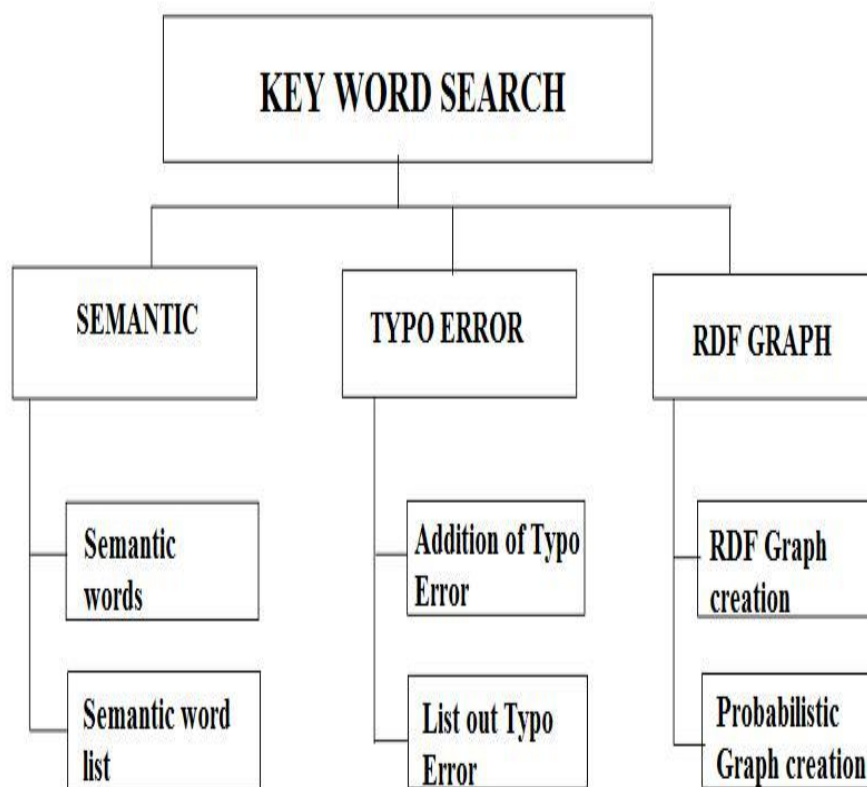 KEY WORD SEARCH
SEMANTIC
TYPO ERROR
RDF GRAPH
Semantic
words
Addition of Typo
Error
RDF Graph
creation
Semantic word
list
List out Typo
Error
Probabilistic
Graph creation